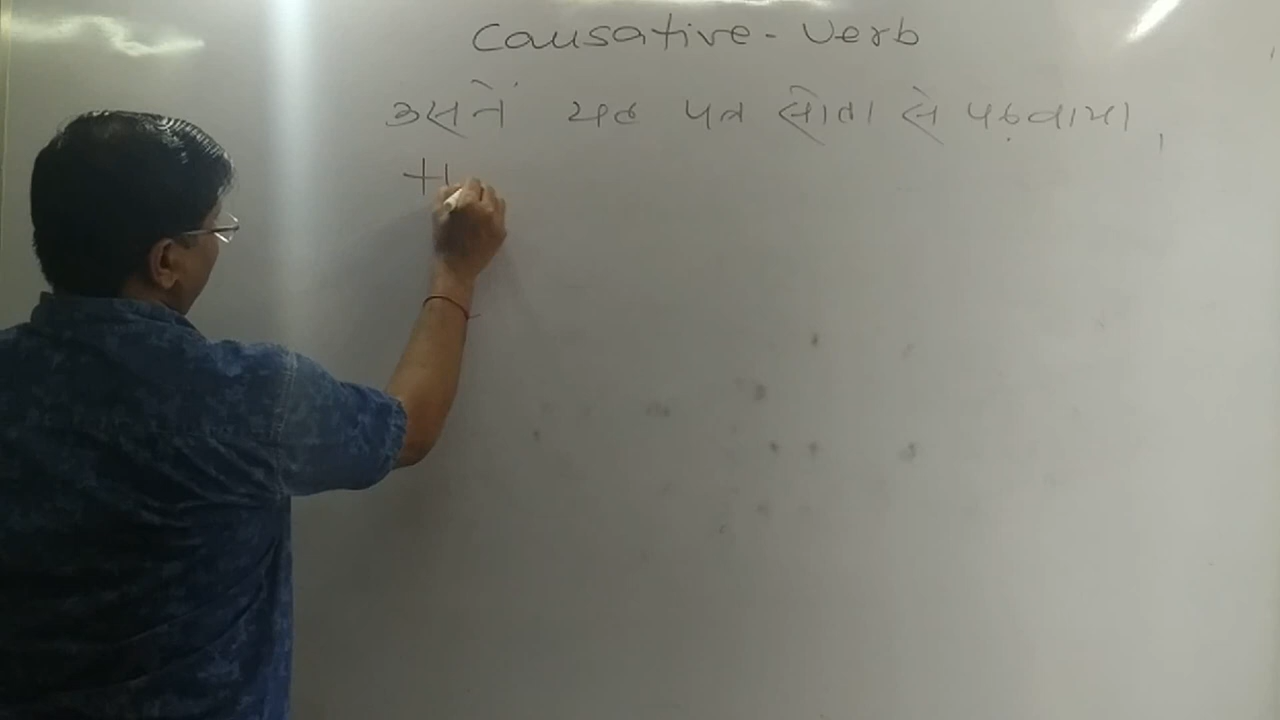 Causative - Verb
उसने यह पत्र सीता से पढ़वाया।